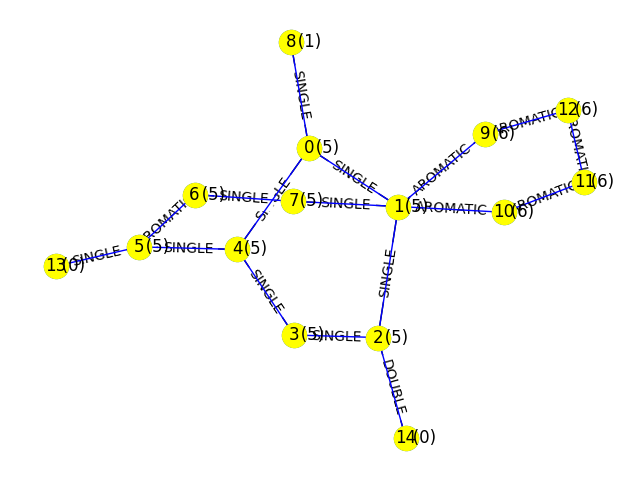 8(1)
SINGLE
12(6)
AROMATIC
9(6)
0(5)
SINGLE
AROMATIC
11(6)
6(5)
SINGLE
7(5)
SINGLE
1(5)
AROMATIC
10(6)
AROMATIC
SINGLE
5(5)
SINGLE
4(5)
13(0)
SINGLE
SINGLE
SINGLE
3(5)
SINGLE
2(5)
DOUBLE
14(0)